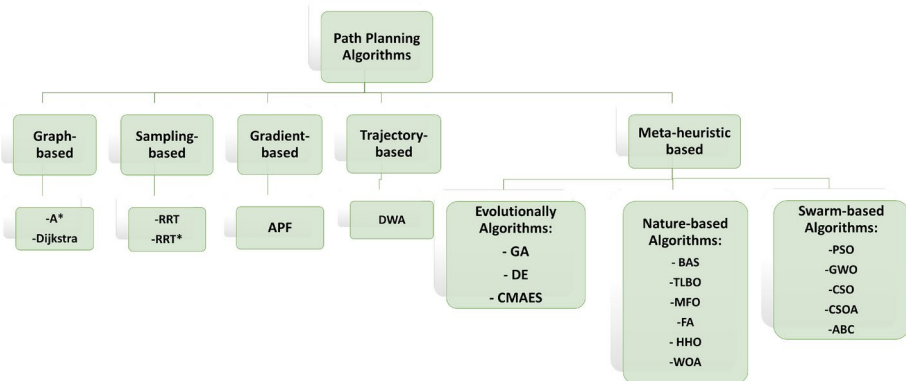 Path Planning
Algorithms
Graph-
based
Sampling-
based
Gradient-
based
Trajectory-
based
Meta-heuristic
based
-A*
-Dijkstra
-RRT
-RRT*
APF
DWA
Evolutionally
Algorithms:
- GA
- DE
- CMAES
Nature-based
Algorithms:
- BAS
-TLBO
-MFO
-FA
- HHO
-WOA
Swarm-based
Algorithms:
-PSO
-GWO
-CSO
-CSOA
-ABC